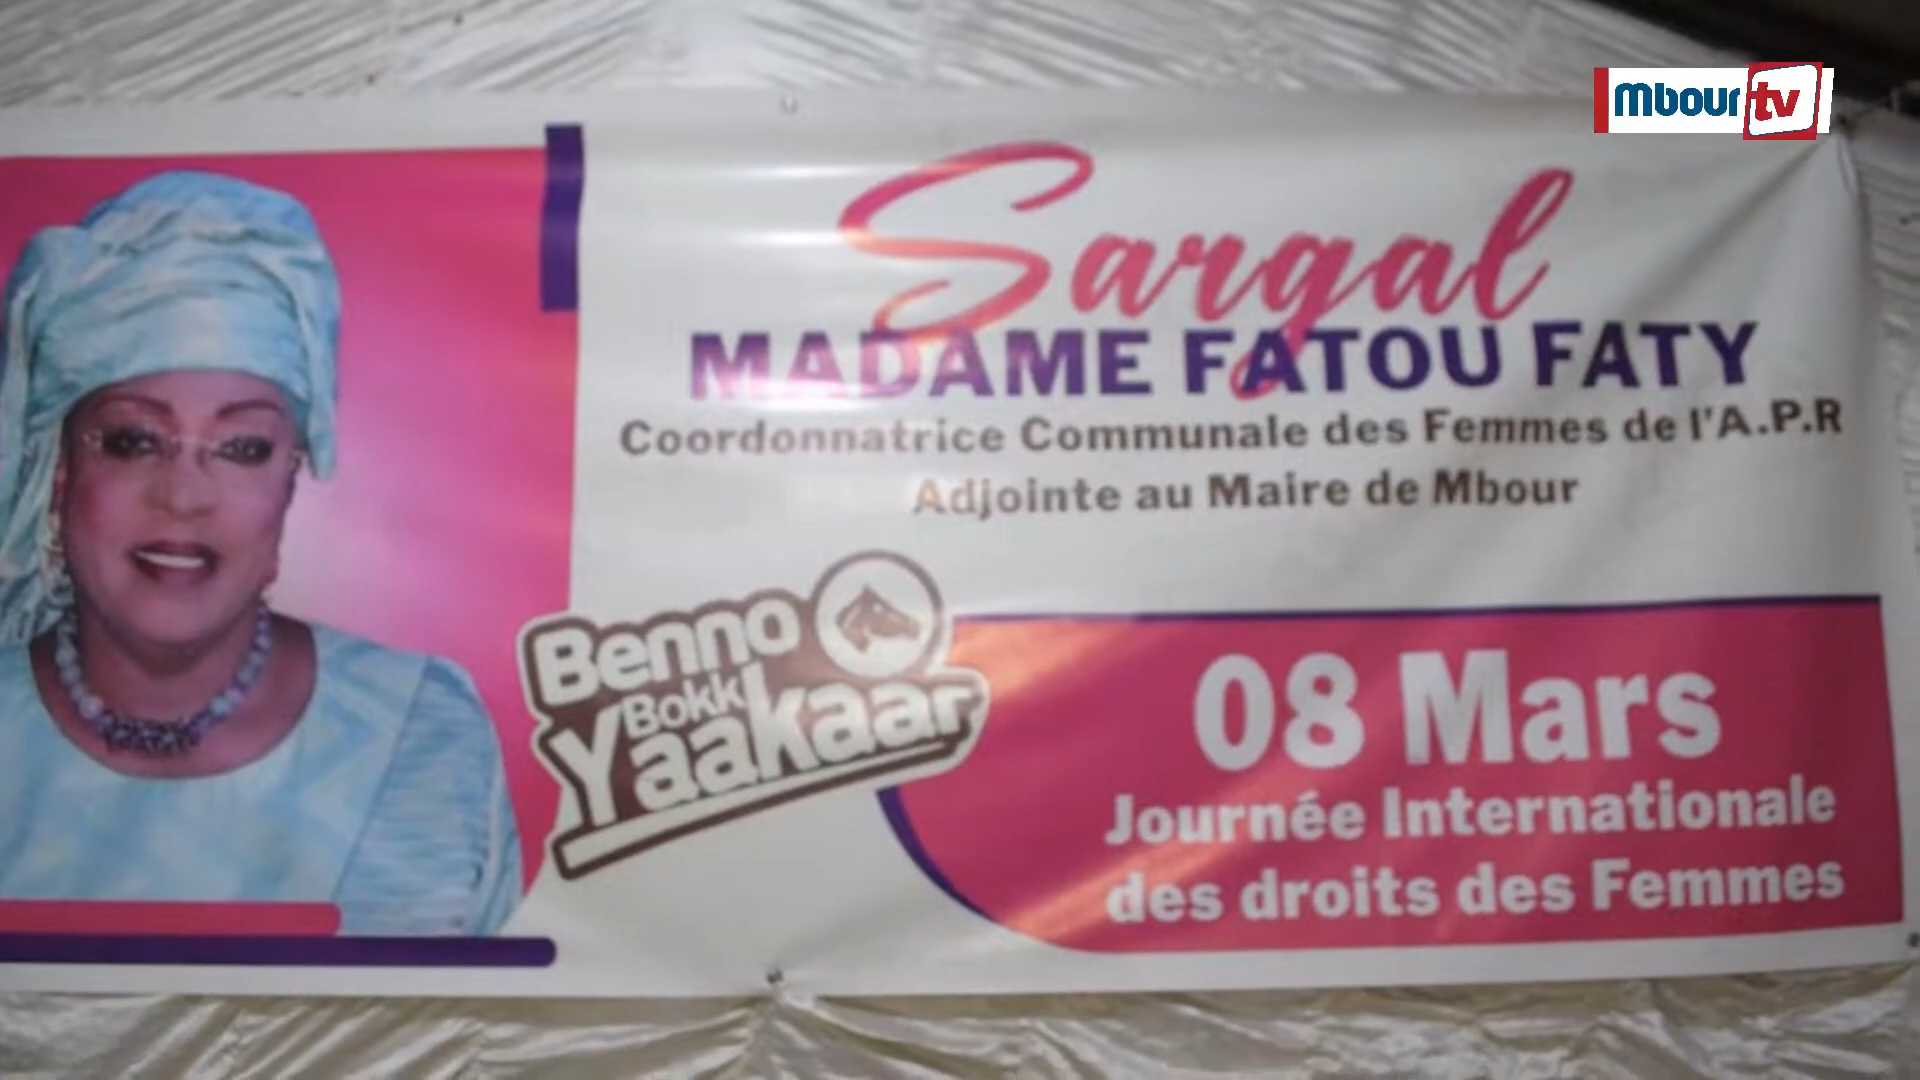 mbour tv
Sargal
MADAME FATOU FATY
Coordonnatrice Communale des Femmes de l'A.P.R
Adjointe au Maire de Mbour
Benno
Bokk
Yaakaar
08 Mars
Journée Internationale
des droits des Femmes